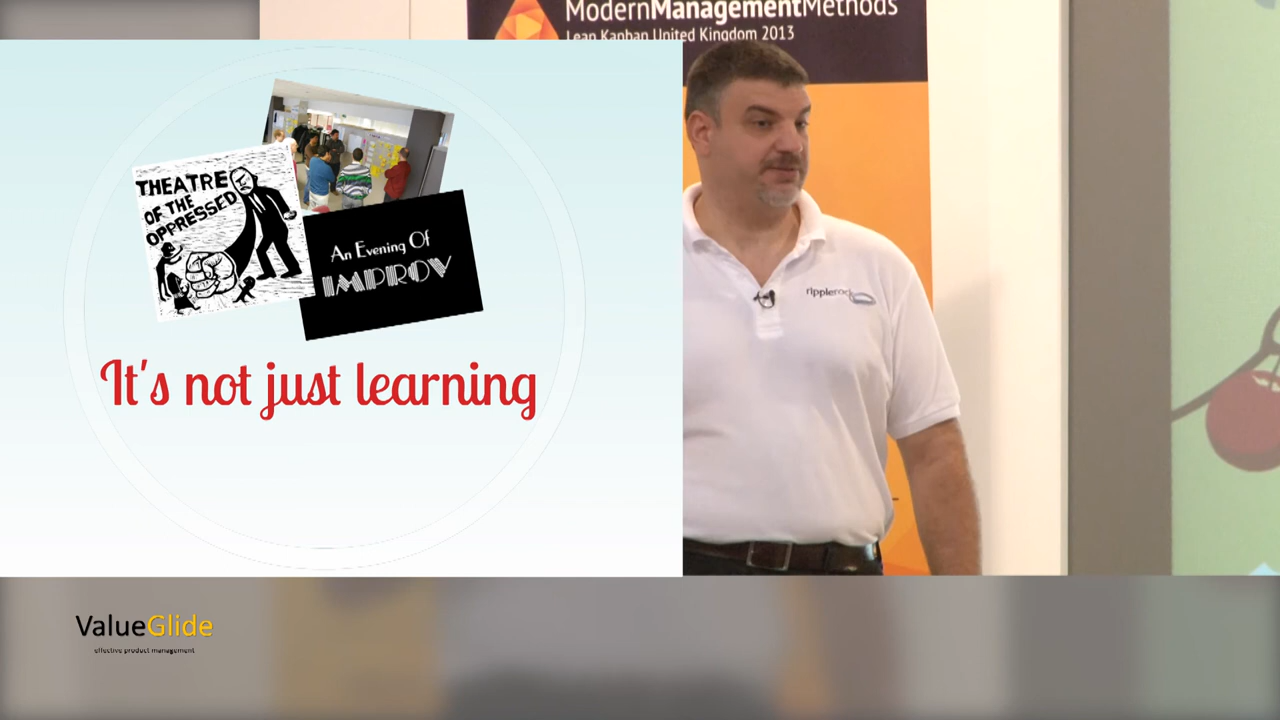 ModernManagementMethods
Lean Kanban United Kingdom 2013
THEATRE
OF THE
OPPRESSED
An Evening Of
IMPROV
It's not just learning
ripplerock
ValueGlide
effective product management